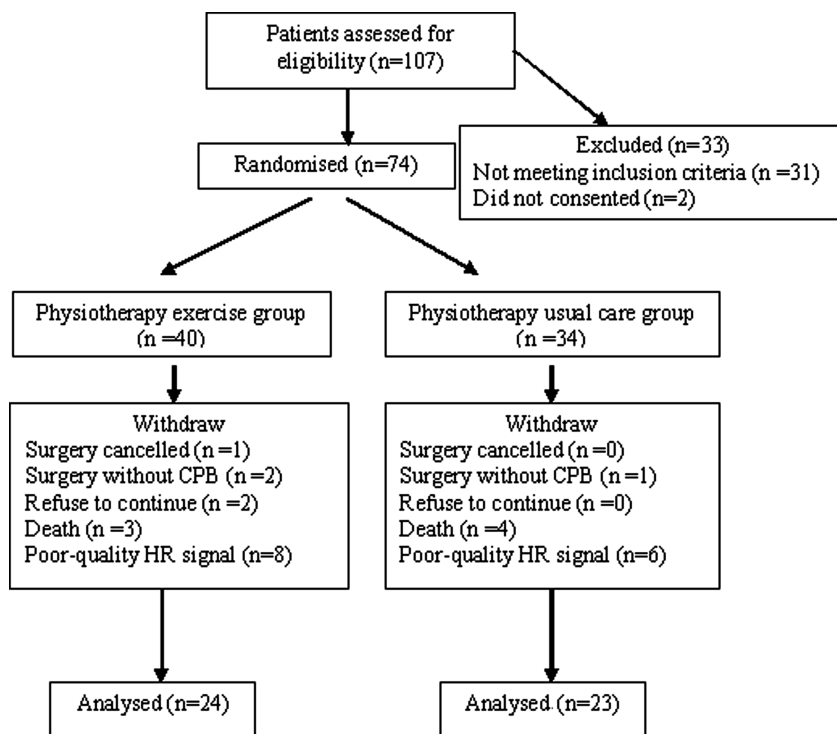 Patients assessed for
eligibility (n=107)
Excluded (n=33)
Not meeting inclusion criteria (n =31)
Did not consented (n=2)
Randomised (n=74)
Physiotherapy exercise group
(n =40)
Physiotherapy usual care group
(n =34)
Withdraw
Surgery cancelled (n =1)
Surgery without CPB (n =2)
Refuse to continue (n =2)
Death (n =3)
Poor-quality HR signal (n=8)
Withdraw
Surgery cancelled (n =0)
Surgery without CPB (n =1)
Refuse to continue (n =0)
Death (n =4)
Poor-quality HR signal (n=6)
Analysed (n=24)
Analysed (n=23)